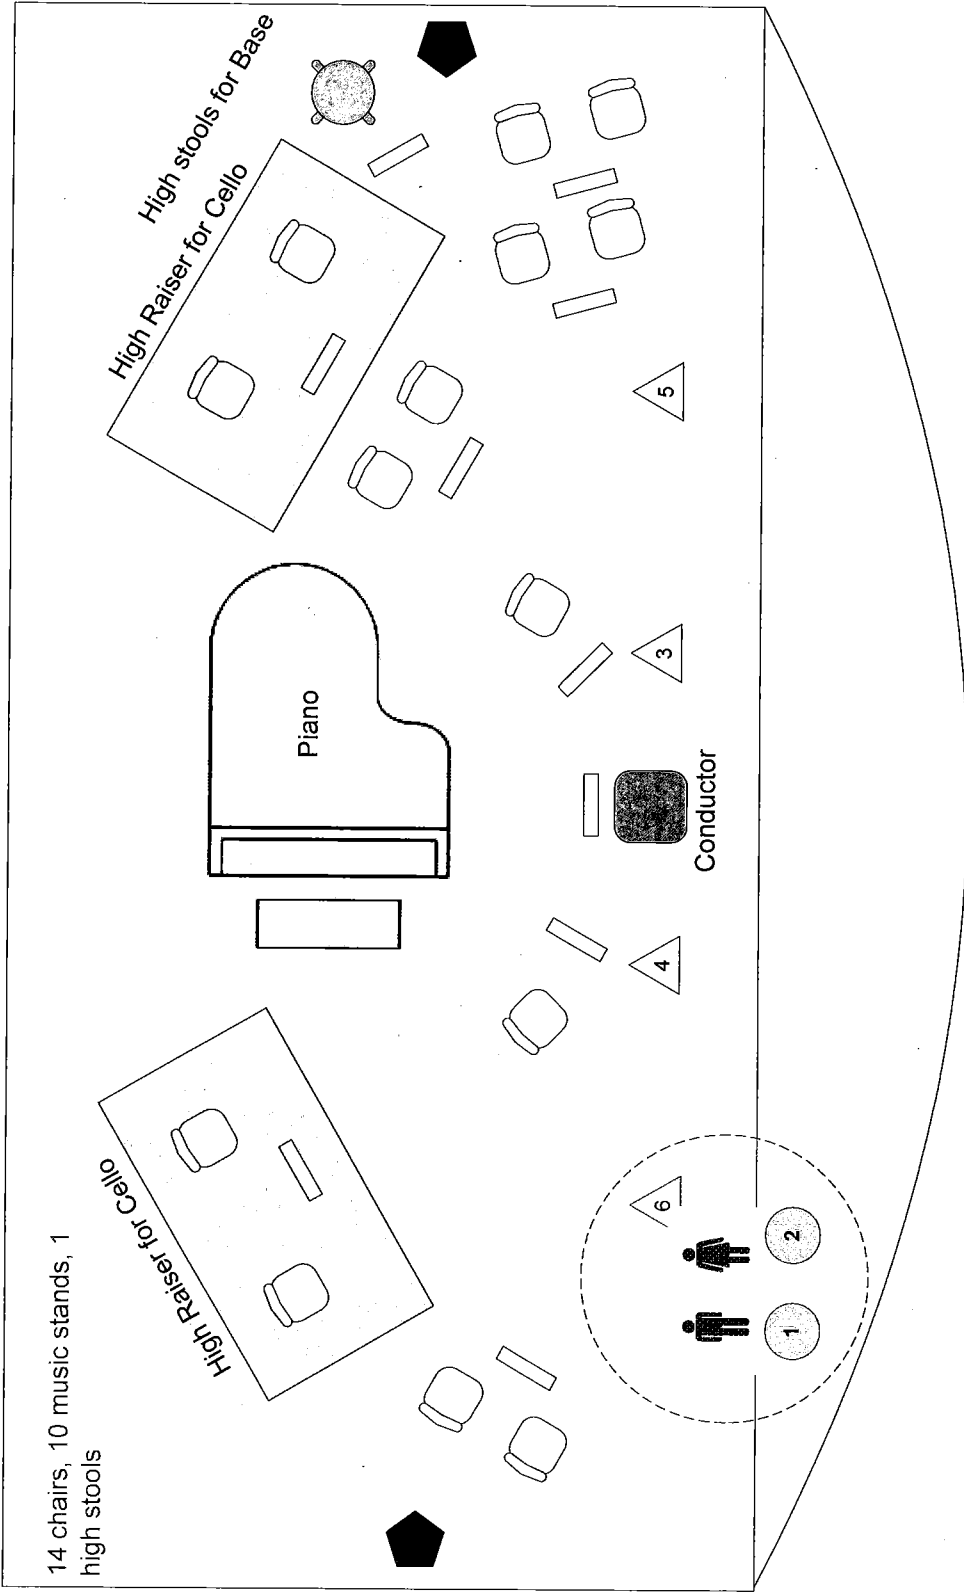 14 chairs, 10 music stands, 1
high stools
High Raiser for Cello
High Raiser for Cello
High stools for Base
Piano
Conductor
6
4
3
5
1
2